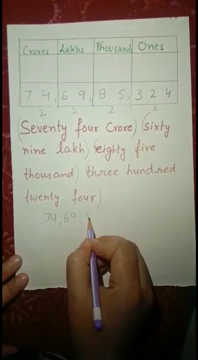 Crores Lakhs Thousand Ones
7 4, 6 9, 8 5, 3 2 4
2 2 2
(Seventy four Crore) (sixty
nine lakh) (eighty five
thousand) three hundred
twenty four)
74,69,